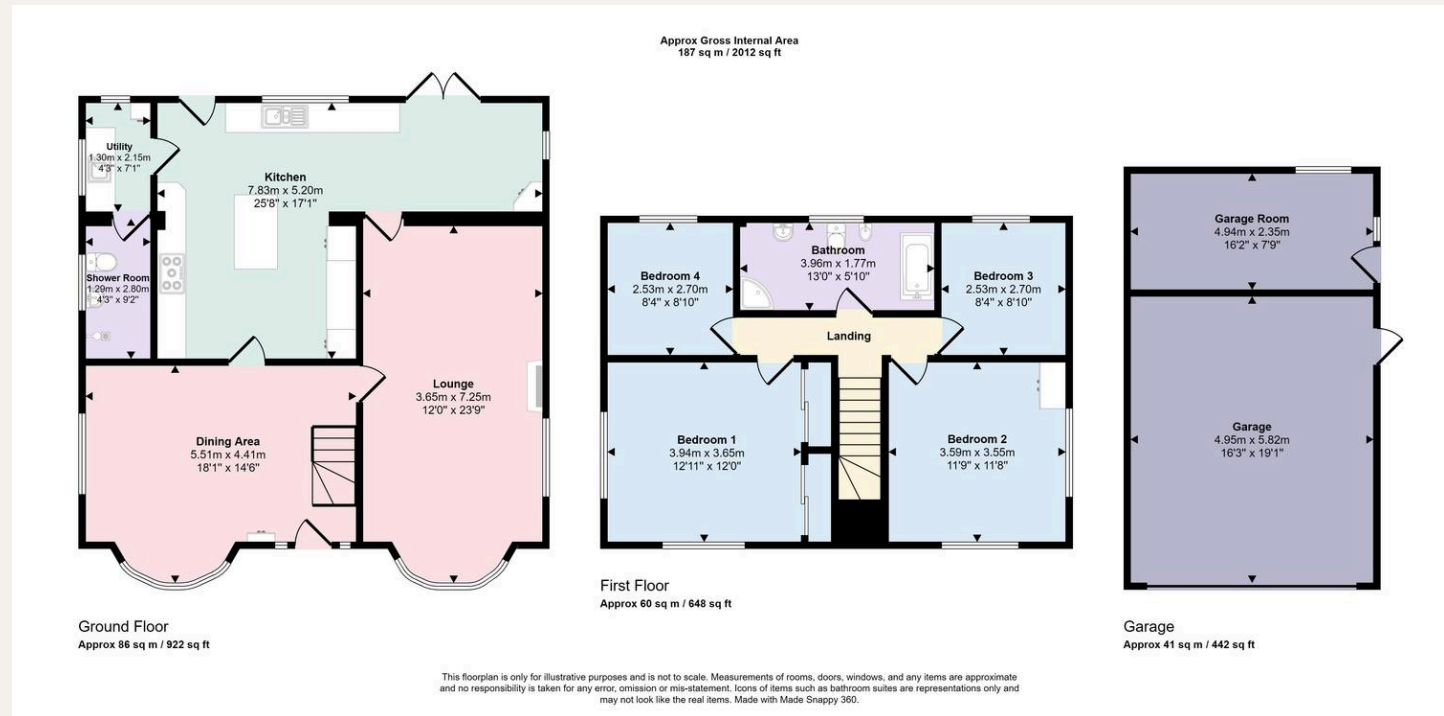 Approx Gross Internal Area
187 sq m / 2012 sq ft
Utility
1.30m x 2.15m
4'3" x 7'1"
Kitchen
7.83m x 5.20m
25'8" x 17'1"
Shower Room
1.29m x 2.80m
4'3" x 9'2"
Lounge
3.65m x 7.25m
12'0" x 23'9"
Dining Area
5.51m x 4.41m
18'1" x 14'6"
Ground Floor
Approx 86 sq m / 922 sq ft
Bedroom 4
2.53m x 2.70m
8'4" x 8'10"
Bathroom
3.96m x 1.77m
13'0" x 5'10"
Bedroom 3
2.53m x 2.70m
8'4" x 8'10"
Landing
Bedroom 1
3.94m x 3.65m
12'11" x 12'0"
Bedroom 2
3.59m x 3.55m
11'9" x 11'8"
First Floor
Approx 60 sq m / 648 sq ft
Garage Room
4.94m x 2.35m
16'2" x 7'9"
Garage
4.95m x 5.82m
16'3" x 19'1"
Garage
Approx 41 sq m / 442 sq ft
This floorplan is only for illustrative purposes and is not to scale. Measurements of rooms, doors, windows, and any items are approximate
and no responsibility is taken for any error, omission or mis-statement. Icons of items such as bathroom suites are representations only and
may not look like the real items. Made with Made Snappy 360.